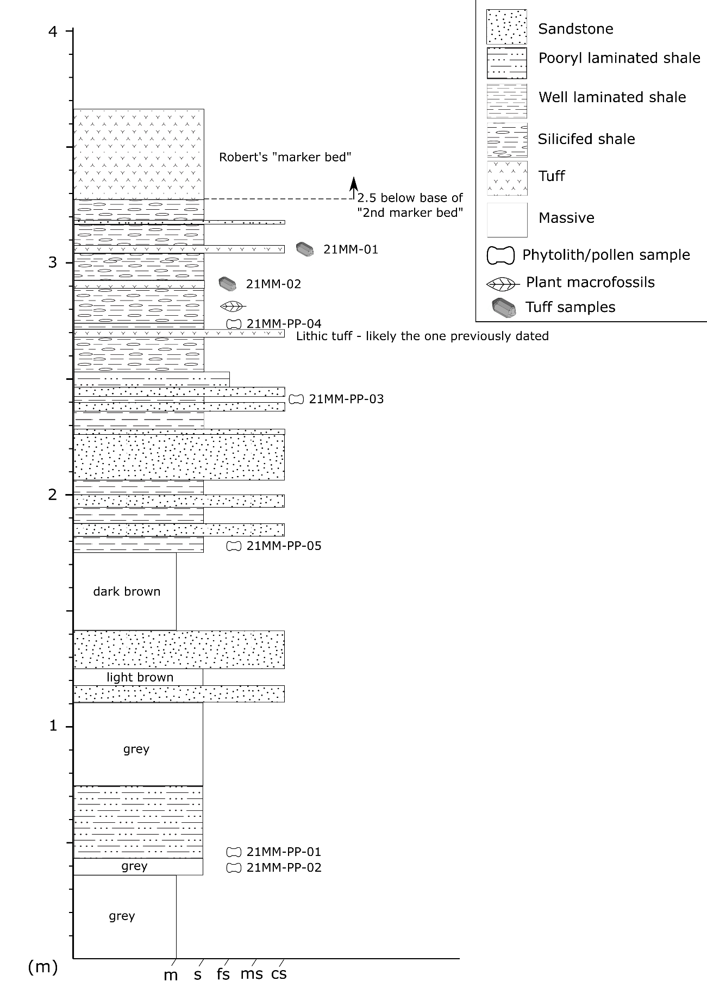 4
Sandstone
Pooryl laminated shale
Well laminated shale
Silicifed shale
Tuff
Massive
Phytolith/pollen sample
Plant macrofossils
Tuff samples
Robert's "marker bed"
2.5 below base of
"2nd marker bed"
21MM-01
3
21MM-02
21MM-PP-04
Lithic tuff - likely the one previously dated
21MM-PP-03
2
21MM-PP-05
dark brown
light brown
1
grey
21MM-PP-01
grey
21MM-PP-02
grey
(m)
m s fs ms cs